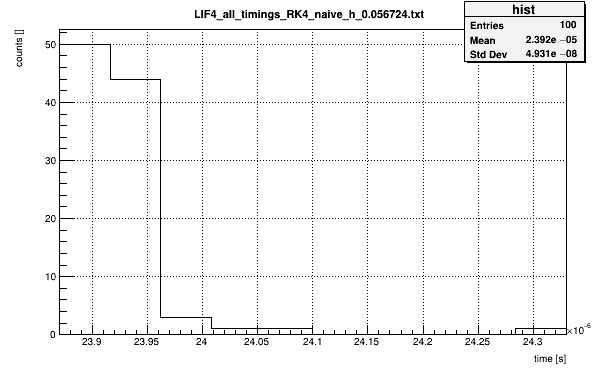 LIF4_all_timings_RK4_naive_h_0.056724.txt
hist
Entries 100
Mean 2.392e −05
Std Dev 4.931e −08
counts []
50
40
30
20
10
0
23.9 23.95 24 24.05 24.1 24.15 24.2 24.25 24.3
×10⁻⁶
time [s]